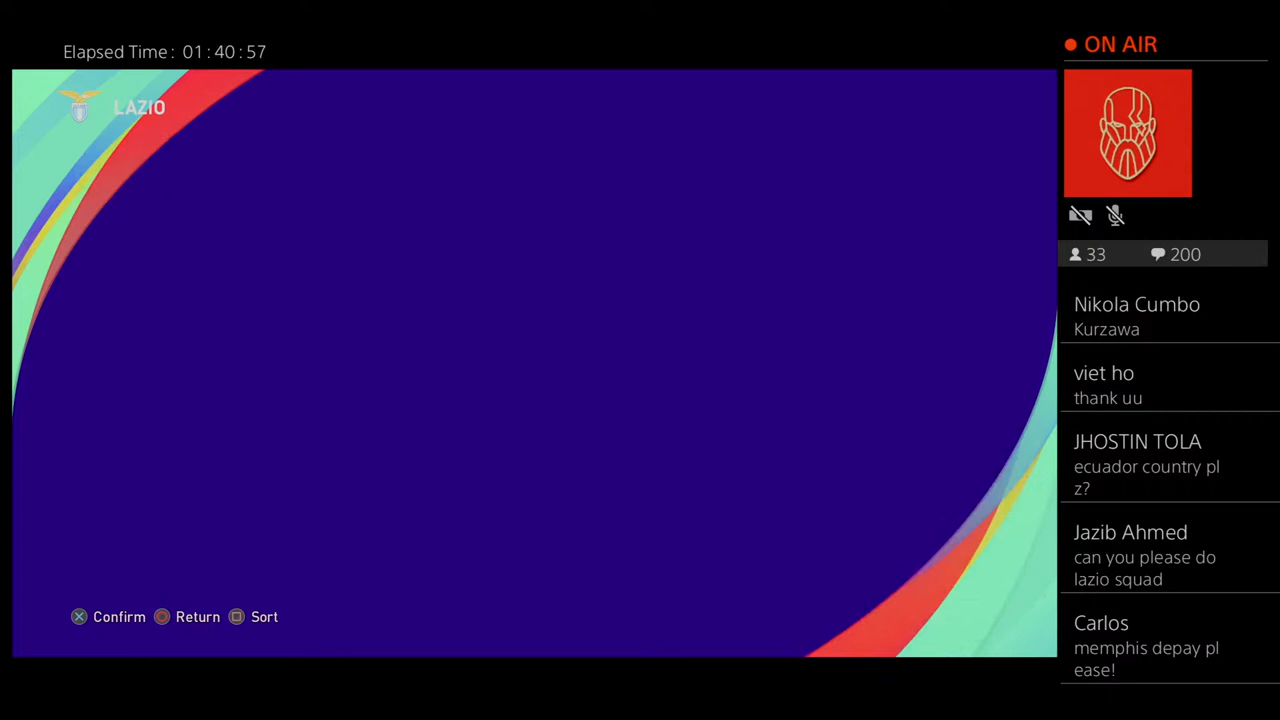 Elapsed Time: 01:40:57
ON AIR
LAZIO
33 200
Nikola Cumbo
Kurzawa
viet ho
thank uu
JHOSTIN TOLA
ecuador country pl
z?
Jazib Ahmed
can you please do
lazio squad
Carlos
memphis depay pl
ease!
Confirm Return Sort